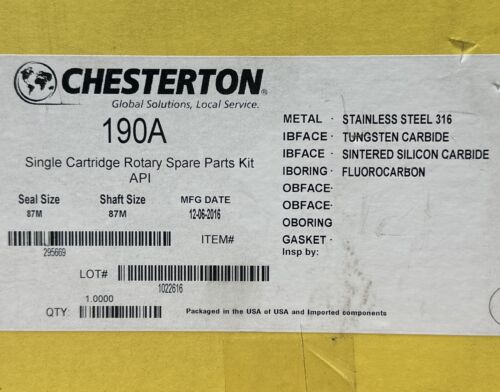 CHESTERTON®
Global Solutions, Local Service.
190A
Single Cartridge Rotary Spare Parts Kit
API
Seal Size Shaft Size MFG DATE
87M 87M 12-06-2016
ITEM#
295669
LOT#
1022616
QTY: 1.0000
METAL · STAINLESS STEEL 316
IBFACE · TUNGSTEN CARBIDE
IBFACE · SINTERED SILICON CARBIDE
IBORING · FLUOROCARBON
OBFACE ·
OBFACE ·
OBORING
GASKET ·
Insp by:
Packaged in the USA of USA and Imported components